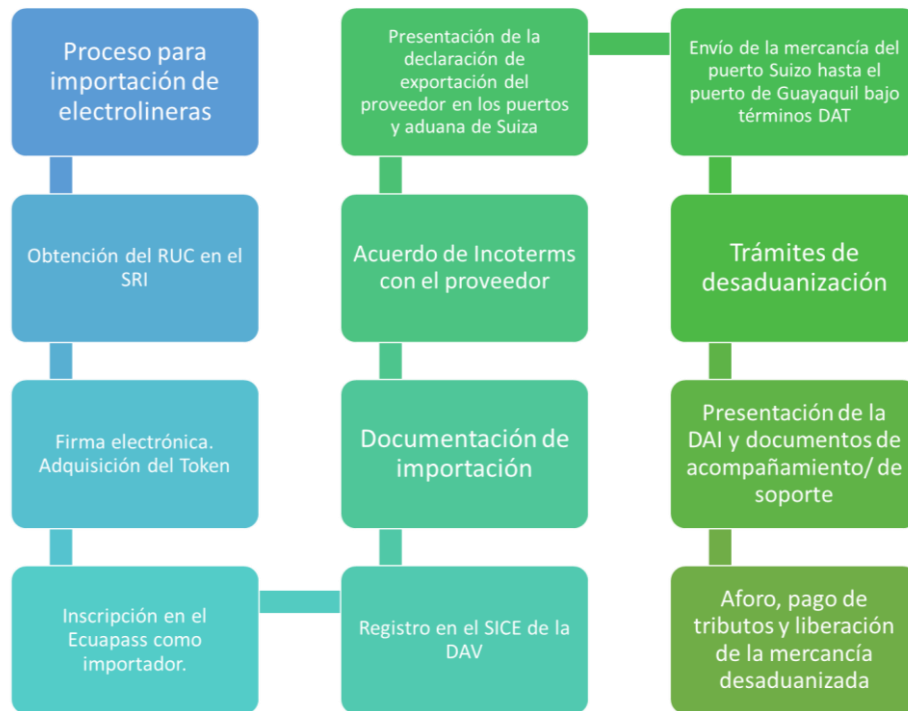 Proceso para
importación de
electrolineras
Obtención del RUC en el
SRI
Firma electrónica.
Adquisición del Token
Inscripción en el
Ecuapass como
importador.
Registro en el SICE de la
DAV
Documentación de
importación
Acuerdo de Incoterms
con el proveedor
Presentación de la
declaración de
exportación del
proveedor en los puertos
y aduana de Suiza
Envío de la mercancía del
puerto Suizo hasta el
puerto de Guayaquil bajo
términos DAT
Trámites de
desaduanización
Presentación de la
DAI y documentos de
acompañamiento/ de
soporte
Aforo, pago de
tributos y liberación
de la mercancía
desaduanizada